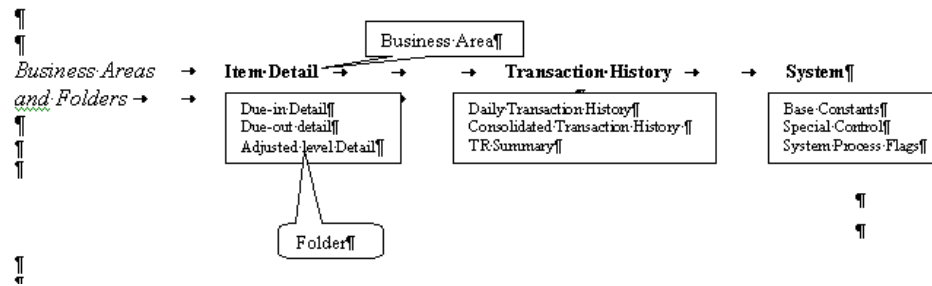 Business Area¶
Business Areas → Item Detail → → → Transaction History → → System¶
and Folders → →
Due-in Detail¶
Due-out detail¶
Adjusted level Detail¶
Daily Transaction History¶
Consolidated Transaction History ¶
TR Summary¶
Base Constants¶
Special Control¶
System Process Flags¶
Folder¶